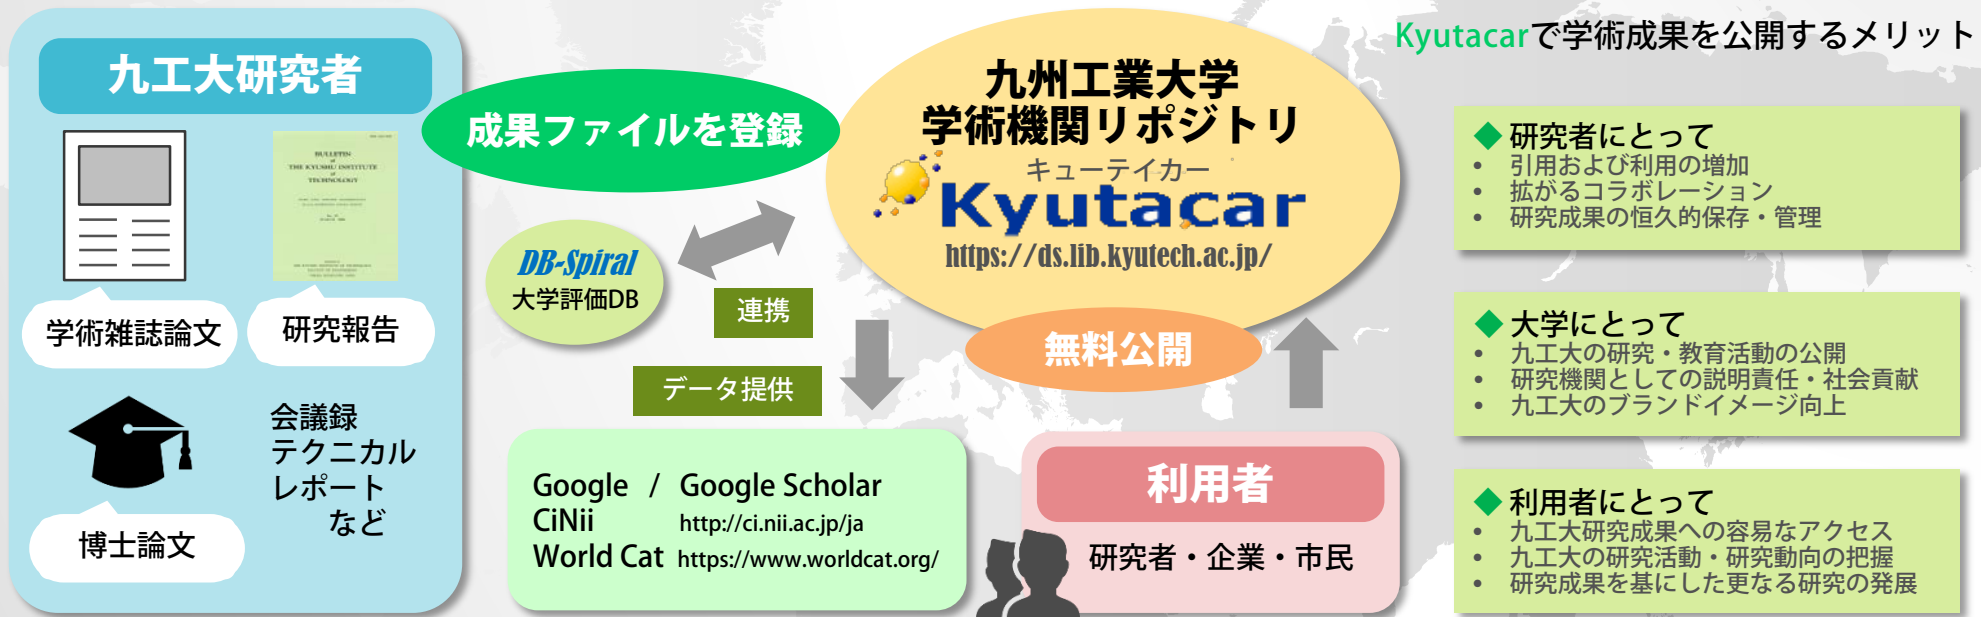 九工大研究者
BULLETIN
of
THE KYUSHU INSTITUTE
of
TECHNOLOGY
学術雑誌論文
研究報告
博士論文
会議録
テクニカル
レポート
など
成果ファイルを登録
九州工業大学
学術機関リポジトリ
キューテイカー
Kyutacar
https://ds.lib.kyutech.ac.jp/
DB-Spiral
大学評価DB
連携
無料公開
データ提供
Google / Google Scholar
CiNii http://ci.nii.ac.jp/ja
World Cat https://www.worldcat.org/
利用者
研究者・企業・市民
Kyutacarで学術成果を公開するメリット
◆ 研究者にとって
• 引用および利用の増加
• 拡がるコラボレーション
• 研究成果の恒久的保存・管理
◆ 大学にとって
• 九工大の研究・教育活動の公開
• 研究機関としての説明責任・社会貢献
• 九工大のブランドイメージ向上
◆ 利用者にとって
• 九工大研究成果への容易なアクセス
• 九工大の研究活動・研究動向の把握
• 研究成果を基にした更なる研究の発展